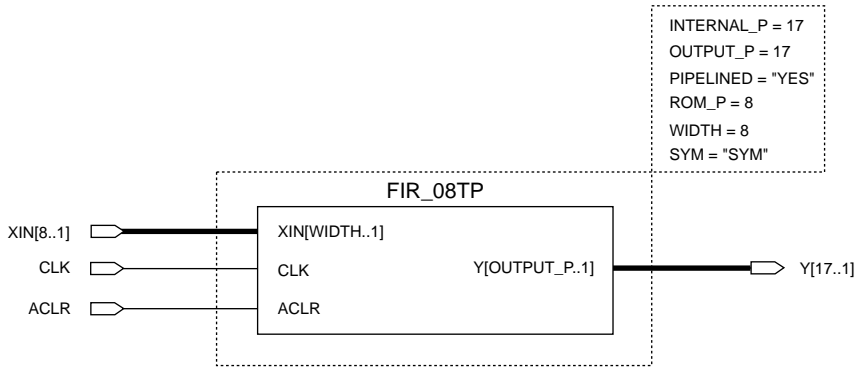 INTERNAL_P = 17
OUTPUT_P = 17
PIPELINED = "YES"
ROM_P = 8
WIDTH = 8
SYM = "SYM"
FIR_08TP
XIN[8..1]
XIN[WIDTH..1]
CLK
CLK
Y[OUTPUT_P..1]
Y[17..1]
ACLR
ACLR